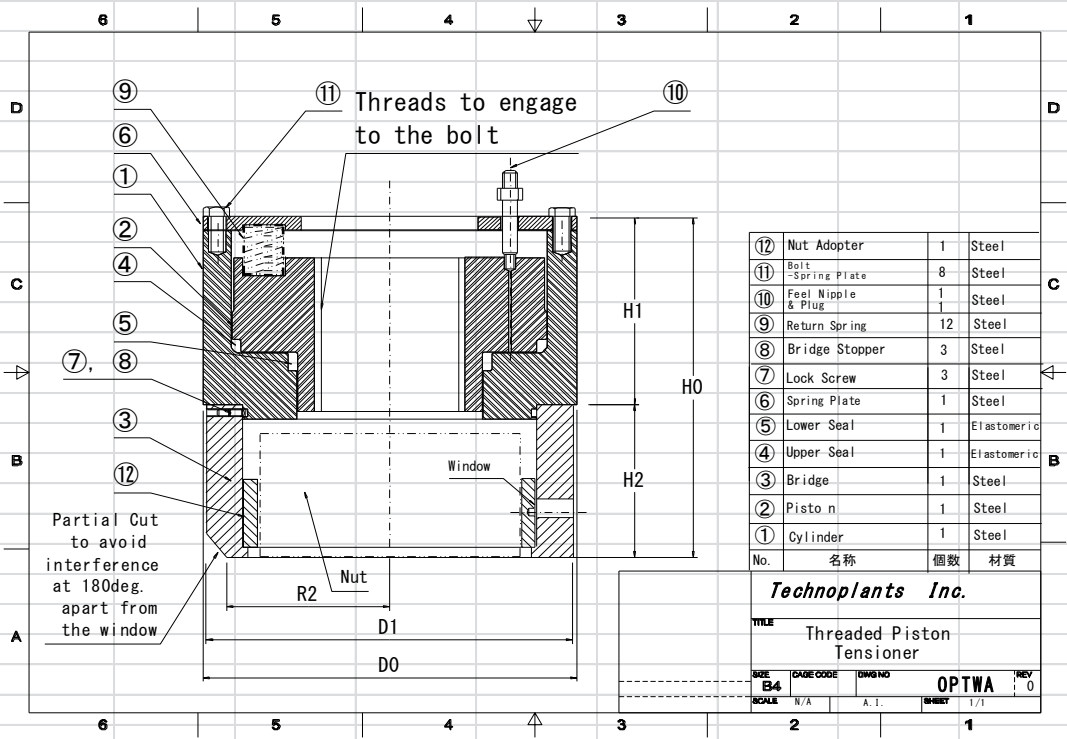 6 5 4 3 2 1
D D
C C
B B
A A
⑨
⑥
①
②
④
⑤
⑦, ⑧
③
⑫
⑪ Threads to engage
to the bolt
⑩
Window
Nut
Partial Cut
to avoid
interference
at 180deg.
apart from
the window
H1
H0
H2
R2
D1
D0
⑫ Nut Adopter 1 Steel
⑪ Bolt
-Spring Plate 8 Steel
⑩ Feel Nipple 1
& Plug 1 Steel
⑨ Return Spring 12 Steel
⑧ Bridge Stopper 3 Steel
⑦ Lock Screw 3 Steel
⑥ Spring Plate 1 Steel
⑤ Lower Seal 1 Elastomeric
④ Upper Seal 1 Elastomeric
③ Bridge 1 Steel
② Pisto n 1 Steel
① Cylinder 1 Steel
No. 名称 個数 材質
Technoplants Inc.
TITLE
Threaded Piston
Tensioner
SIZE CAGE CODE DWG NO REV
B4 OPTWA 0
SCALE N/A A.I. SHEET 1/1
6 5 4 3 2 1